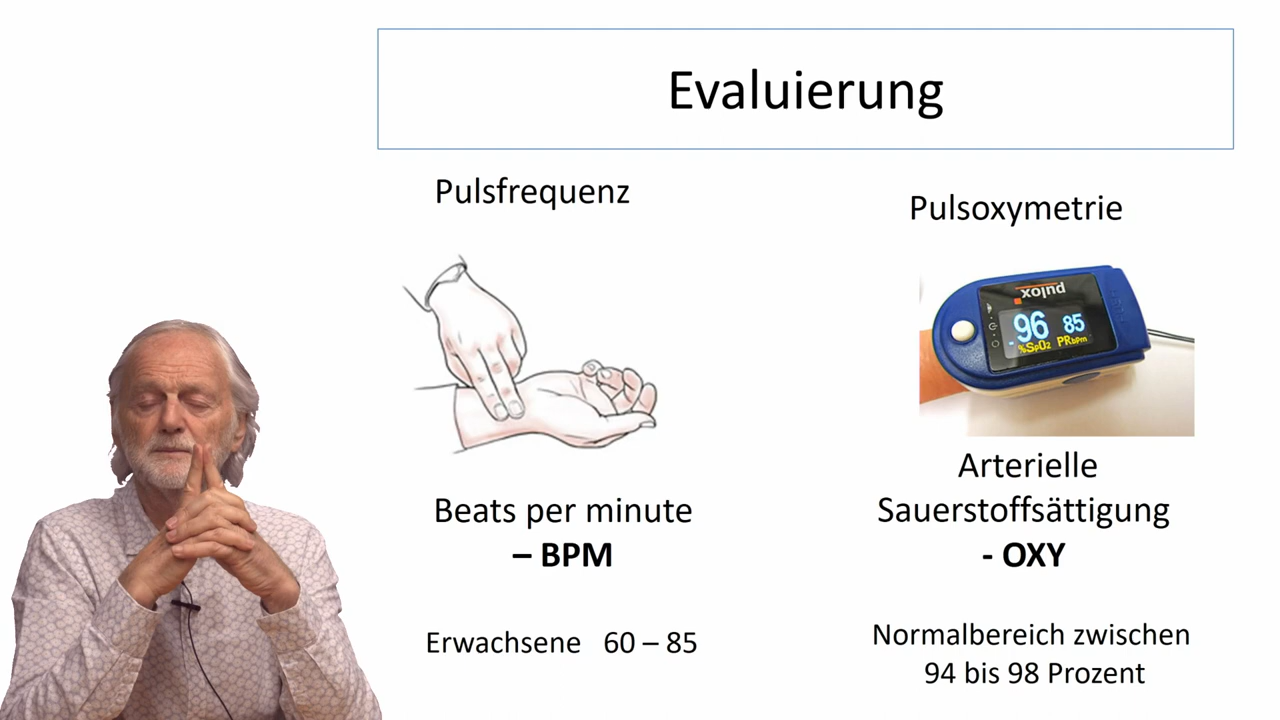 Evaluierung
Pulsfrequenz
Beats per minute
– BPM
Erwachsene 60 – 85
Pulsoxymetrie
pulox
96 85
%SpO2 PRbpm
Arterielle
Sauerstoffsättigung
- OXY
Normalbereich zwischen
94 bis 98 Prozent